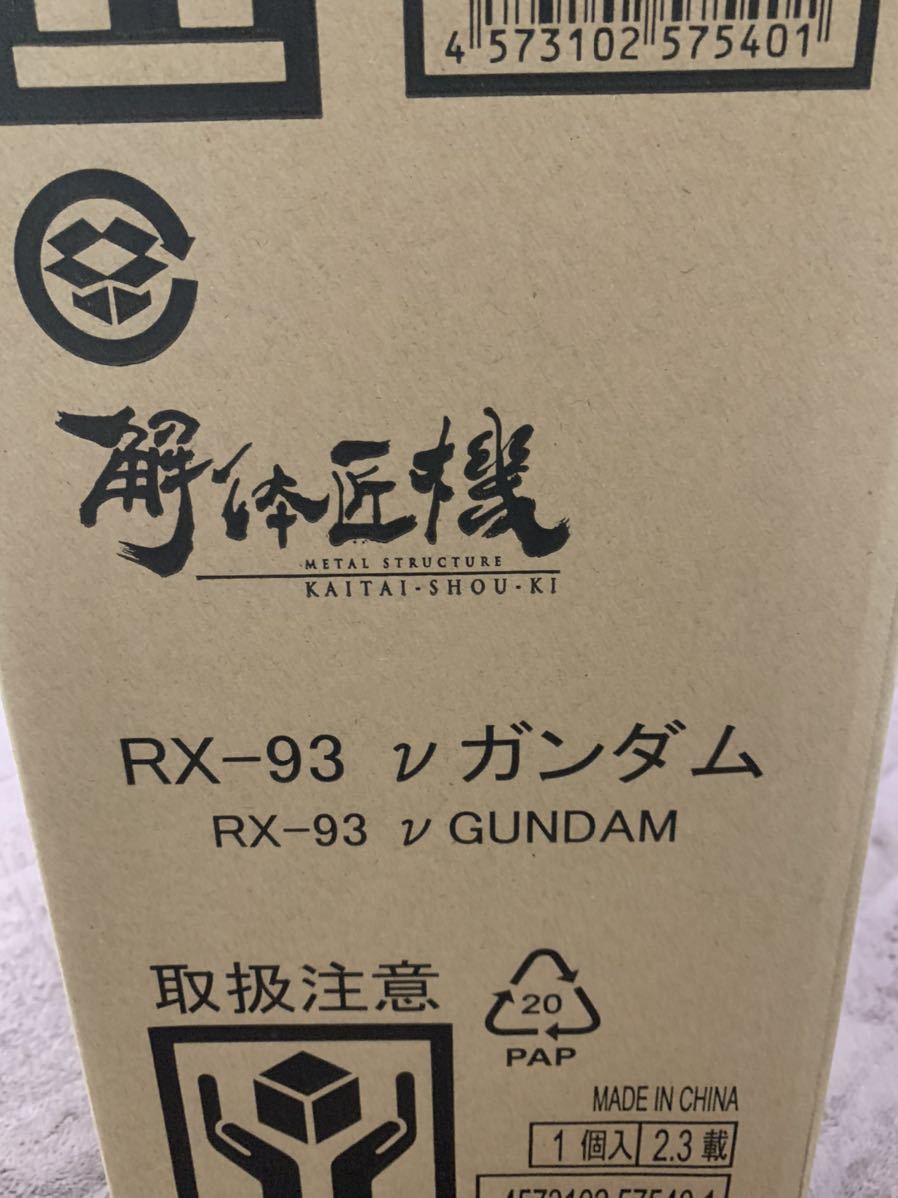 4 573102 575401
解体匠機
METAL STRUCTURE
KAITAI-SHOU-KI
RX-93 ν ガンダム
RX-93 ν GUNDAM
取扱注意
20
PAP
MADE IN CHINA
1個入 2.3載